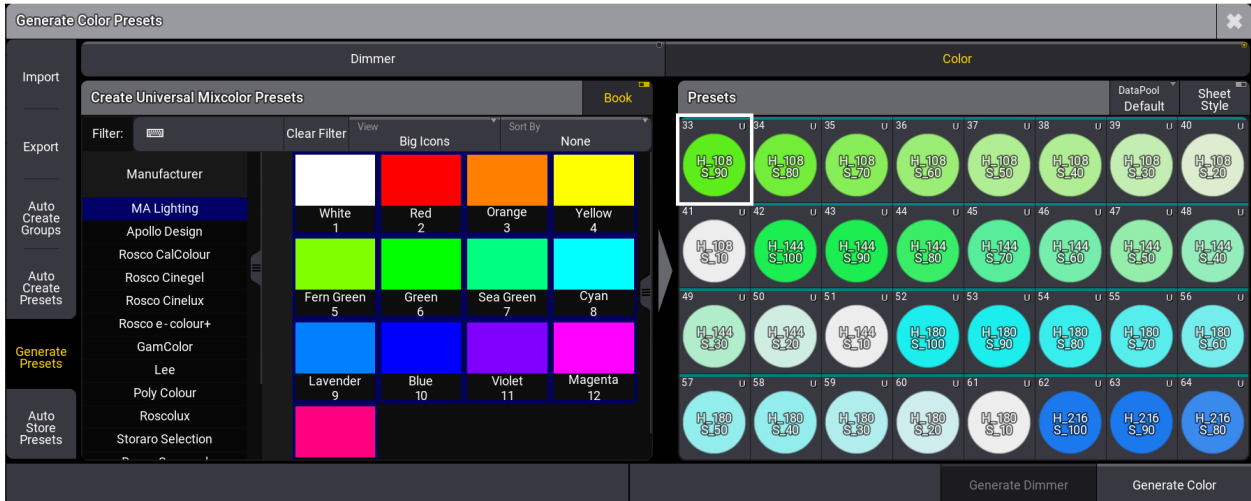 Generate Color Presets
Import
Export
Auto
Create
Groups
Auto
Create
Presets
Generate
Presets
Auto
Store
Presets
Dimmer
Color
Create Universal Mixcolor Presets
Book
Filter:
Clear Filter
View
Big Icons
Sort By
None
Manufacturer
MA Lighting
Apollo Design
Rosco CalColour
Rosco Cinegel
Rosco Cinelux
Rosco e-colour+
GamColor
Lee
Poly Colour
Roscolux
Storaro Selection
White
1
Red
2
Orange
3
Yellow
4
Fern Green
5
Green
6
Sea Green
7
Cyan
8
Lavender
9
Blue
10
Violet
11
Magenta
12
Presets
DataPool
Default
Sheet
Style
33 U
H_108
S_90
34 U
H_108
S_80
35 U
H_108
S_70
36 U
H_108
S_60
37 U
H_108
S_50
38 U
H_108
S_40
39 U
H_108
S_30
40 U
H_108
S_20
41 U
H_108
S_10
42 U
H_144
S_100
43 U
H_144
S_90
44 U
H_144
S_80
45 U
H_144
S_70
46 U
H_144
S_60
47 U
H_144
S_50
48 U
H_144
S_40
49 U
H_144
S_30
50 U
H_144
S_20
51 U
H_144
S_10
52 U
H_180
S_100
53 U
H_180
S_90
54 U
H_180
S_80
55 U
H_180
S_70
56 U
H_180
S_60
57 U
H_180
S_50
58 U
H_180
S_40
59 U
H_180
S_30
60 U
H_180
S_20
61 U
H_180
S_10
62 U
H_216
S_100
63 U
H_216
S_90
64 U
H_216
S_80
Generate Dimmer
Generate Color